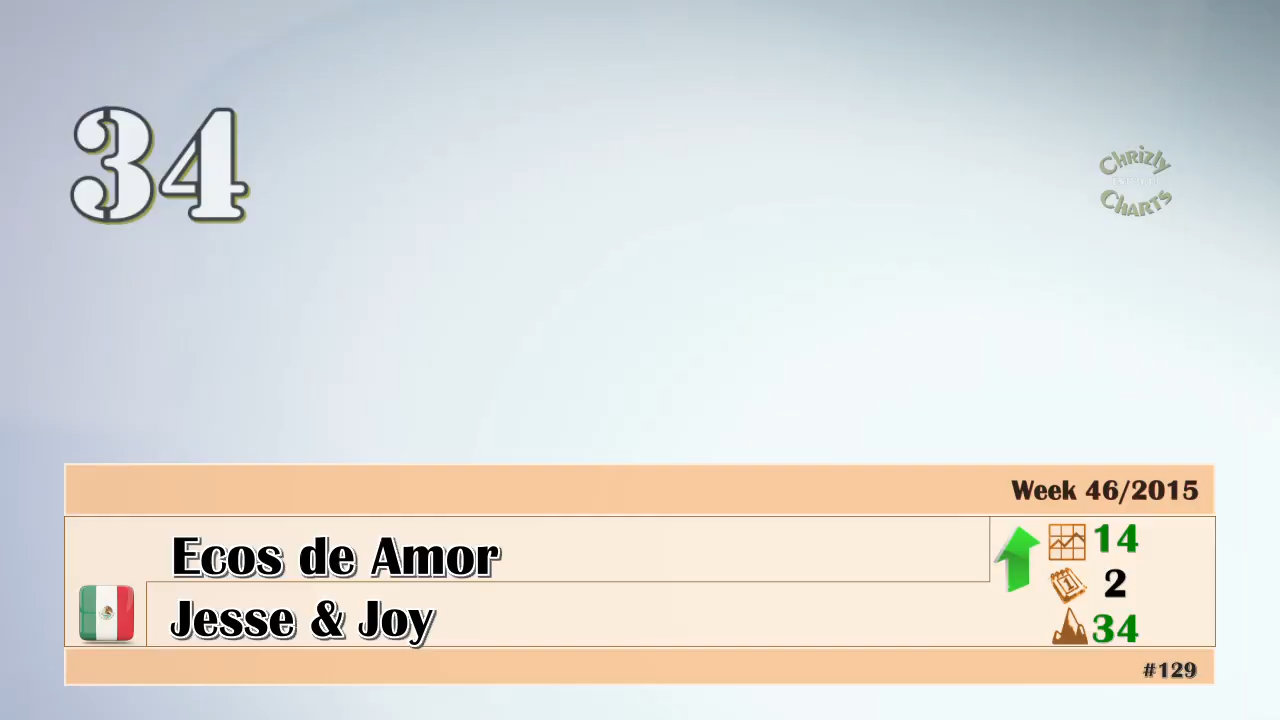 34
Chrizly
CHARTS
Week 46/2015
Ecos de Amor
14
2
Jesse & Joy
34
#129